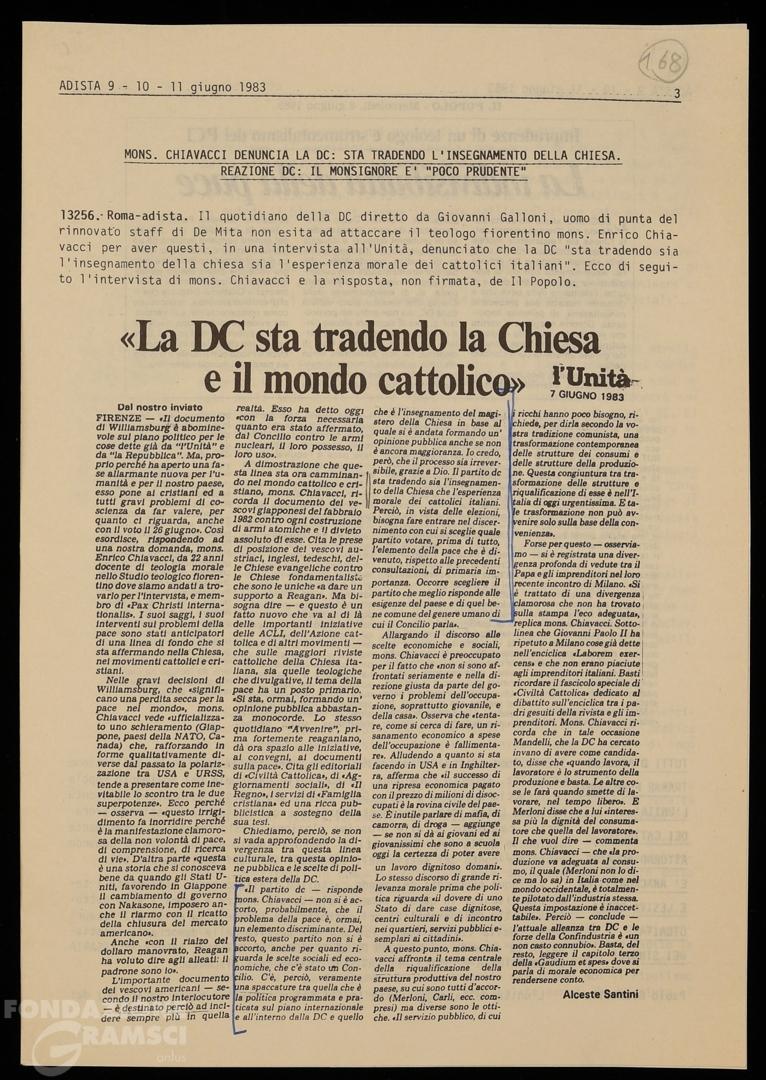 168
ADISTA 9 - 10 - 11 giugno 1983
3
MONS. CHIAVACCI DENUNCIA LA DC: STA TRADENDO L'INSEGNAMENTO DELLA CHIESA.
REAZIONE DC: IL MONSIGNORE E' "POCO PRUDENTE"
13256.- Roma-adista. Il quotidiano della DC diretto da Giovanni Galloni, uomo di punta del
rinnovato staff di De Mita non esita ad attaccare il teologo fiorentino mons. Enrico Chia-
vacci per aver questi, in una intervista all'Unità, denunciato che la DC "sta tradendo sia
l'insegnamento della chiesa sia l'esperienza morale dei cattolici italiani". Ecco di segui-
to l'intervista di mons. Chiavacci e la risposta, non firmata, de Il Popolo.
«La DC sta tradendo la Chiesa
e il mondo cattolico»
l'Unità
7 GIUGNO 1983
Dal nostro inviato
FIRENZE — «Il documento
di Williamsburg è abomine-
vole sul piano politico per le
cose dette già da "l'Unità" e
da "la Repubblica". Ma, pro-
prio perché ha aperto una fa-
se allarmante nuova per l'u-
manità e per il nostro paese,
esso pone ai cristiani ed a
tutti gravi problemi di co-
scienza da far valere, per
quanto ci riguarda, anche
con il voto il 26 giugno». Così
esordisce, rispondendo ad
una nostra domanda, mons.
Enrico Chiavacci, da 22 anni
docente di teologia morale
nello Studio teologico fioren-
tino dove siamo andati a tro-
varlo per l'intervista, e mem-
bro di «Pax Christi interna-
tionalis». I suoi saggi, i suoi
interventi sui problemi della
pace sono stati anticipatori
di una linea di fondo che si
sta affermando nella Chiesa,
nei movimenti cattolici e cri-
stiani.
Nelle gravi decisioni di
Williamsburg, che «significa-
no una perdita secca per la
pace nel mondo», mons.
Chiavacci vede «ufficializza-
to uno schieramento (Giap-
pone, paesi della NATO, Ca-
nada) che, rafforzando in
forme qualitativamente di-
verse dal passato la polariz-
zazione tra USA e URSS,
tende a presentare come ine-
vitabile lo scontro tra le due
superpotenze». Ecco perché
— osserva — «questo irrigi-
dimento fa inorridire perché
è la manifestazione clamoro-
sa della non volontà di pace,
di comprensione, di ricerca
di vie». D'altra parte «questa
è una storia che si conosceva
bene da quando gli Stati U-
niti, favorendo in Giappone
il cambiamento di governo
con Nakasone, imposero an-
che il riarmo con il ricatto
della chiusura del mercato
americano».
Anche «con il rialzo del
dollaro manovrato, Reagan
ha voluto dire agli alleati: il
padrone sono io».
L'importante documento
dei vescovi americani — se-
condo il nostro interlocutore
— è destinato perciò ad inci-
dere sempre più in quella
realtà. Esso ha detto oggi
«con la forza necessaria
quanto era stato affermato,
dal Concilio contro le armi
nucleari, il loro possesso, il
loro uso».
A dimostrazione che que-
sta linea sta ora camminan-
do nel mondo cattolico e cri-
stiano, mons. Chiavacci, ri-
corda il documento dei ve-
scovi giapponesi del febbraio
1982 contro ogni costruzione
di armi atomiche e il divieto
assoluto di esse. Cita le prese
di posizione dei vescovi au-
striaci, inglesi, tedeschi, del-
le Chiese evangeliche contro
le Chiese fondamentaliste
che sono le uniche «a dare un
supporto a Reagan». Ma bi-
sogna dire — e questo è un
fatto nuovo che va al di là
delle importanti iniziative
delle ACLI, dell'Azione cat-
tolica e di altri movimenti —
che sulle maggiori riviste
cattoliche della Chiesa ita-
liana, sia quelle teologiche
che divulgative, il tema della
pace ha un posto primario.
«Si sta, ormai, formando un'
opinione pubblica abbastan-
za monocorde. Lo stesso
quotidiano "Avvenire", pri-
ma fortemente reaganiano,
dà ora spazio alle iniziative,
ai convegni, ai documenti
sulla pace». Cita gli editoriali
di «Civiltà Cattolica», di «Ag-
giornamenti sociali», di «Il
Regno», i servizi di «Famiglia
cristiana» ed una ricca pub-
blicistica a sostegno della
sua tesi.
Chiediamo, perciò, se non
si vada approfondendo la di-
vergenza tra questa linea
culturale, tra questa opinio-
ne pubblica e le scelte di poli-
tica estera della DC.
«Il partito dc — risponde
mons. Chiavacci — non si è ac-
corto, probabilmente, che il
problema della pace è, ormai,
un elemento discriminante. Del
resto, questo partito non si è
accorto, anche per quanto ri-
guarda le scelte sociali ed eco-
nomiche, che c'è stato un Con-
cilio. C'è, perciò, veramente
una spaccature tra quella che è
la politica programmata e pra-
ticata sul piano internazionale
e all'interno dalla DC e quello
che è l'insegnamento del magi-
stero della Chiesa in base al
quale si è andata formando un'
opinione pubblica anche se non
è ancora maggioranza. Io credo,
però, che il processo sia irrever-
sibile, grazie a Dio. Il partito dc
sta tradendo sia l'insegnamen-
to della Chiesa che l'esperienza
morale dei cattolici italiani.
Perciò, in vista delle elezioni,
bisogna fare entrare nel discer-
nimento con cui si sceglie quale
partito votare, prima di tutto,
l'elemento della pace che è di-
venuto, rispetto alle precedenti
consultazioni, di primaria im-
portanza. Occorre scegliere il
partito che meglio risponde alle
esigenze del paese e di quel be-
ne comune del genere umano di
cui il Concilio parla».
Allargando il discorso alle
scelte economiche e sociali,
mons. Chiavacci è preoccupato
per il fatto che «non si sono af-
frontati seriamente e nella di-
rezione giusta da parte del go-
verno i problemi dell'occupa-
zione, soprattutto giovanile, e
della casa». Osserva che «tenta-
re, come si cerca di fare, un ri-
sanamento economico a spese
dell'occupazione è fallimenta-
re». Alludendo a quanto si sta
facendo in USA e in Inghilter-
ra, afferma che «il successo di
una ripresa economica pagato
con il prezzo di milioni di disoc-
cupati è la rovina civile del pae-
se. È inutile parlare di mafia, di
camorra, di droga — aggiunge
— se non si dà ai giovani ed ai
giovanissimi che sono a scuola
oggi la certezza di poter avere
un lavoro dignitoso domani».
Lo stesso discorso di grande ri-
levanza morale prima che poli-
tica riguarda «il dovere di uno
Stato di dare case dignitose,
centri culturali e di incontro
nei quartieri, servizi pubblici e-
semplari ai cittadini».
A questo punto, mons. Chia-
vacci affronta il tema centrale
della riqualificazione della
struttura produttiva del nostro
paese, su cui sono tutti d'accor-
do (Merloni, Carli, ecc. com-
presi) ma diverse sono le otti-
che. «Il servizio pubblico, di cui
i ricchi hanno poco bisogno, ri-
chiede, per dirla secondo la vo-
stra tradizione comunista, una
trasformazione contemporanea
delle strutture dei consumi e
delle strutture della produzio-
ne. Questa congiuntura tra tra-
sformazione delle strutture e
riqualificazione di esse è nell'I-
talia di oggi urgentissima. E ta-
le trasformazione non può av-
venire solo sulla base della con-
venienza».
Forse per questo — osservia-
mo — si è registrata una diver-
genza profonda di vedute tra il
Papa e gli imprenditori nel loro
recente incontro di Milano. «Si
è trattato di una divergenza
clamorosa che non ha trovato
sulla stampa l'eco adeguata»,
replica mons. Chiavacci. Sotto-
linea che Giovanni Paolo II ha
ripetuto a Milano cose già dette
nell'enciclica «Laborem exer-
cens» e che non erano piaciute
agli imprenditori italiani. Basti
ricordare il fascicolo speciale di
«Civiltà Cattolica» dedicato al
dibattito sull'enciclica tra i pa-
dri gesuiti della rivista e gli im-
prenditori. Mons. Chiavacci ri-
corda che in tale occasione
Mandelli, che la DC ha cercato
invano di avere come candida-
to, disse che «quando lavora, il
lavoratore è lo strumento della
produzione e basta. Le altre co-
se le farà quando smette di la-
vorare, nel tempo libero». E
Merloni disse che a lui «interes-
sa più la dignità del consuma-
tore che quella del lavoratore».
Il che vuol dire — commenta
mons. Chiavacci — che «la pro-
duzione va adeguata al consu-
mo, il quale (Merloni non lo di-
ce ma lo sa) in Italia come nel
mondo occidentale, è totalmen-
te pilotato dall'industria stessa.
Questa impostazione è inaccet-
tabile». Perciò — conclude —
l'attuale alleanza tra DC e le
forze della Confindustria è «un
non casto connubio». Basta, del
resto, leggere il capitolo terzo
della «Gaudium et spes» dove si
parla di morale economica per
rendersene conto.
Alceste Santini
FONDAZIONE
GRAMSCI
onlus